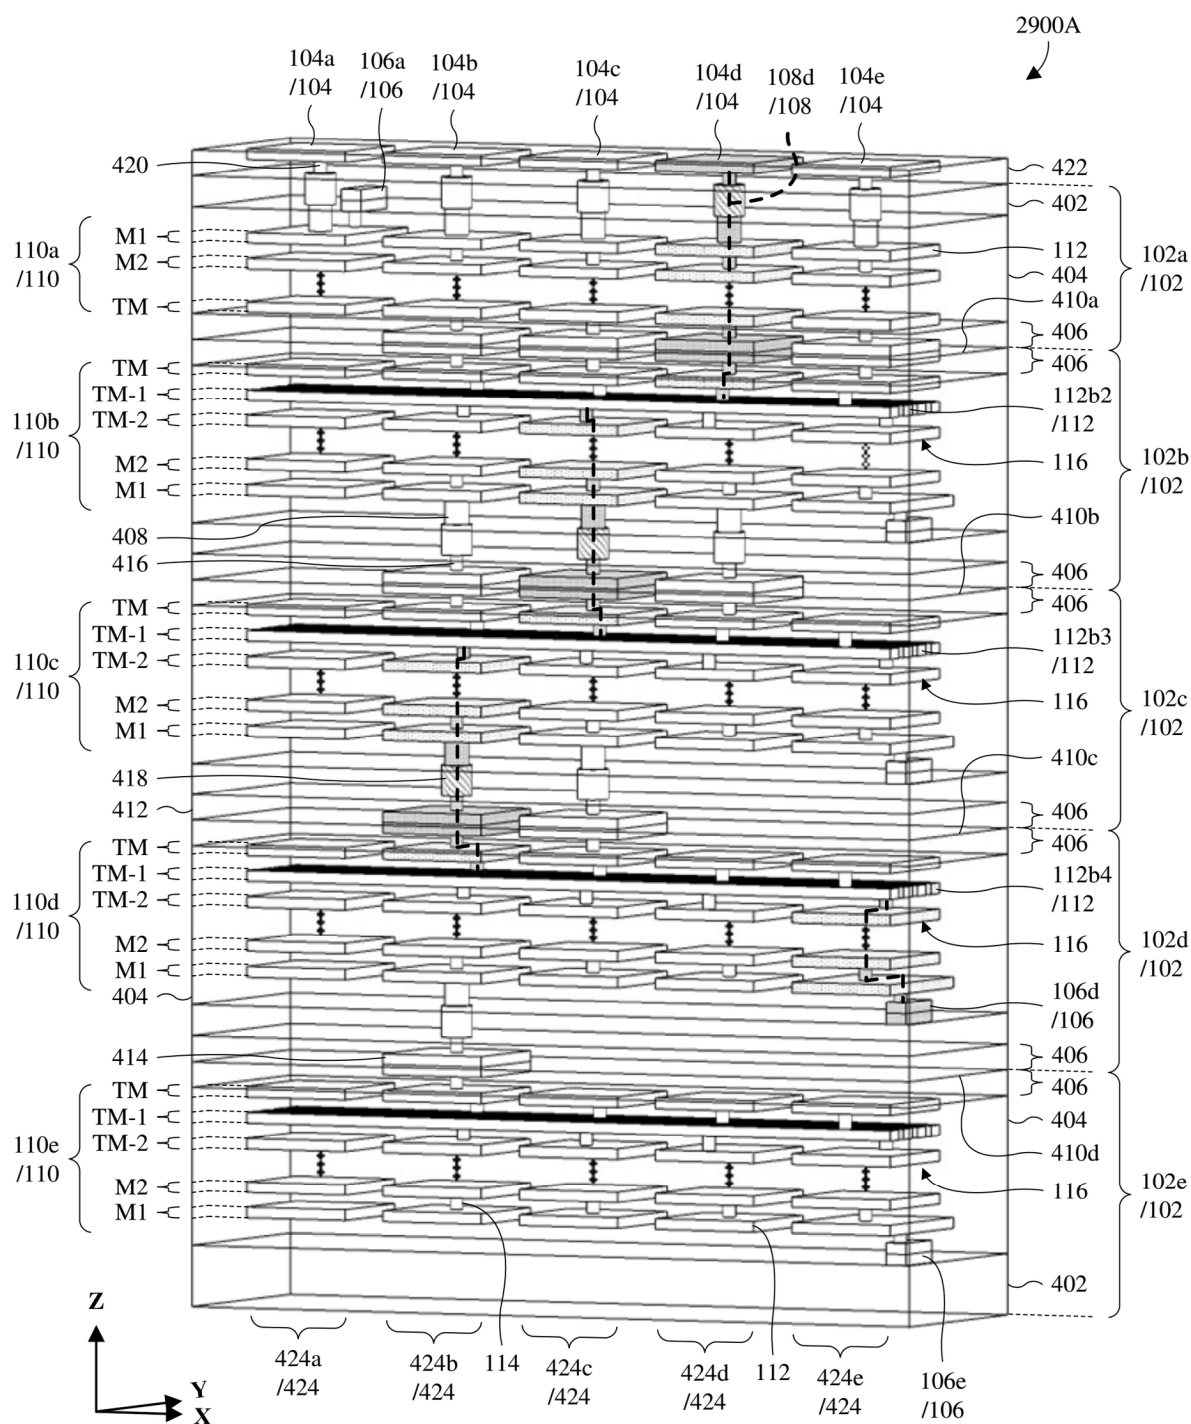 2900A
104a
/104
106a
/106
104b
/104
104c
/104
104d
/104
108d
/108
104e
/104
420
422
402
110a
/110
M1
M2
TM
112
404
410a
406
406
102a
/102
110b
/110
TM
TM-1
TM-2
M2
M1
112b2
/112
116
102b
/102
408
416
410b
406
406
110c
/110
TM
TM-1
TM-2
M2
M1
112b3
/112
116
102c
/102
418
412
410c
406
406
110d
/110
TM
TM-1
TM-2
M2
M1
112b4
/112
116
102d
/102
404
106d
/106
414
406
406
110e
/110
TM
TM-1
TM-2
M2
M1
404
410d
116
102e
/102
402
Z
Y
X
424a
/424
424b
/424
114
424c
/424
424d
/424
112
424e
/424
106e
/106